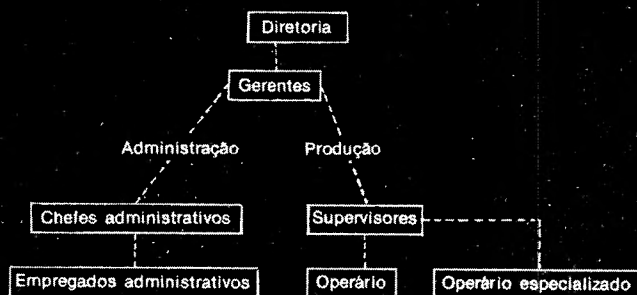 Diretoria
Gerentes
Administração
Produção
Chefes administrativos
Supervisores
Empregados administrativos
Operário
Operário especializado